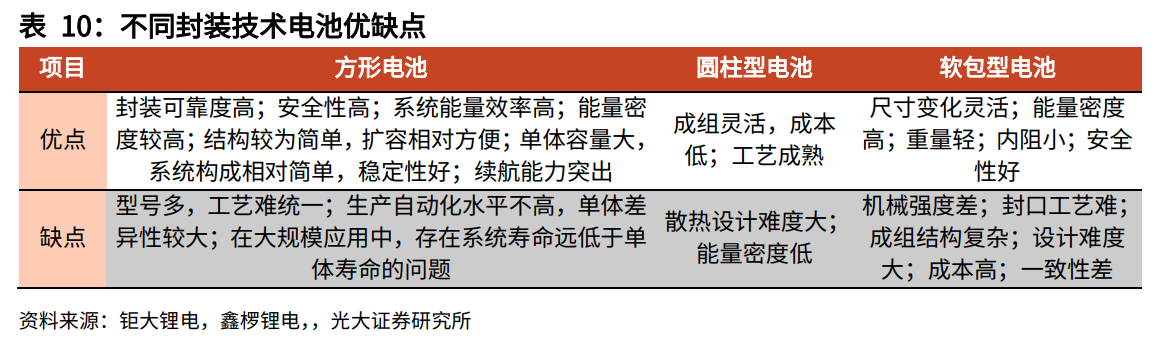 表 10：不同封装技术电池优缺点
项目 方形电池 圆柱型电池 软包型电池
优点
封装可靠度高；安全性高；系统能量效率高；能量密
度较高；结构较为简单，扩容相对方便；单体容量大，
系统构成相对简单，稳定性好；续航能力突出
成组灵活，成本
低；工艺成熟
尺寸变化灵活；能量密度
高；重量轻；内阻小；安全
性好
缺点
型号多，工艺难统一；生产自动化水平不高，单体差
异性较大；在大规模应用中，存在系统寿命远低于单
体寿命的问题
散热设计难度大；
能量密度低
机械强度差；封口工艺难；
成组结构复杂；设计难度
大；成本高；一致性差
资料来源：钜大锂电，鑫椤锂电，，光大证券研究所